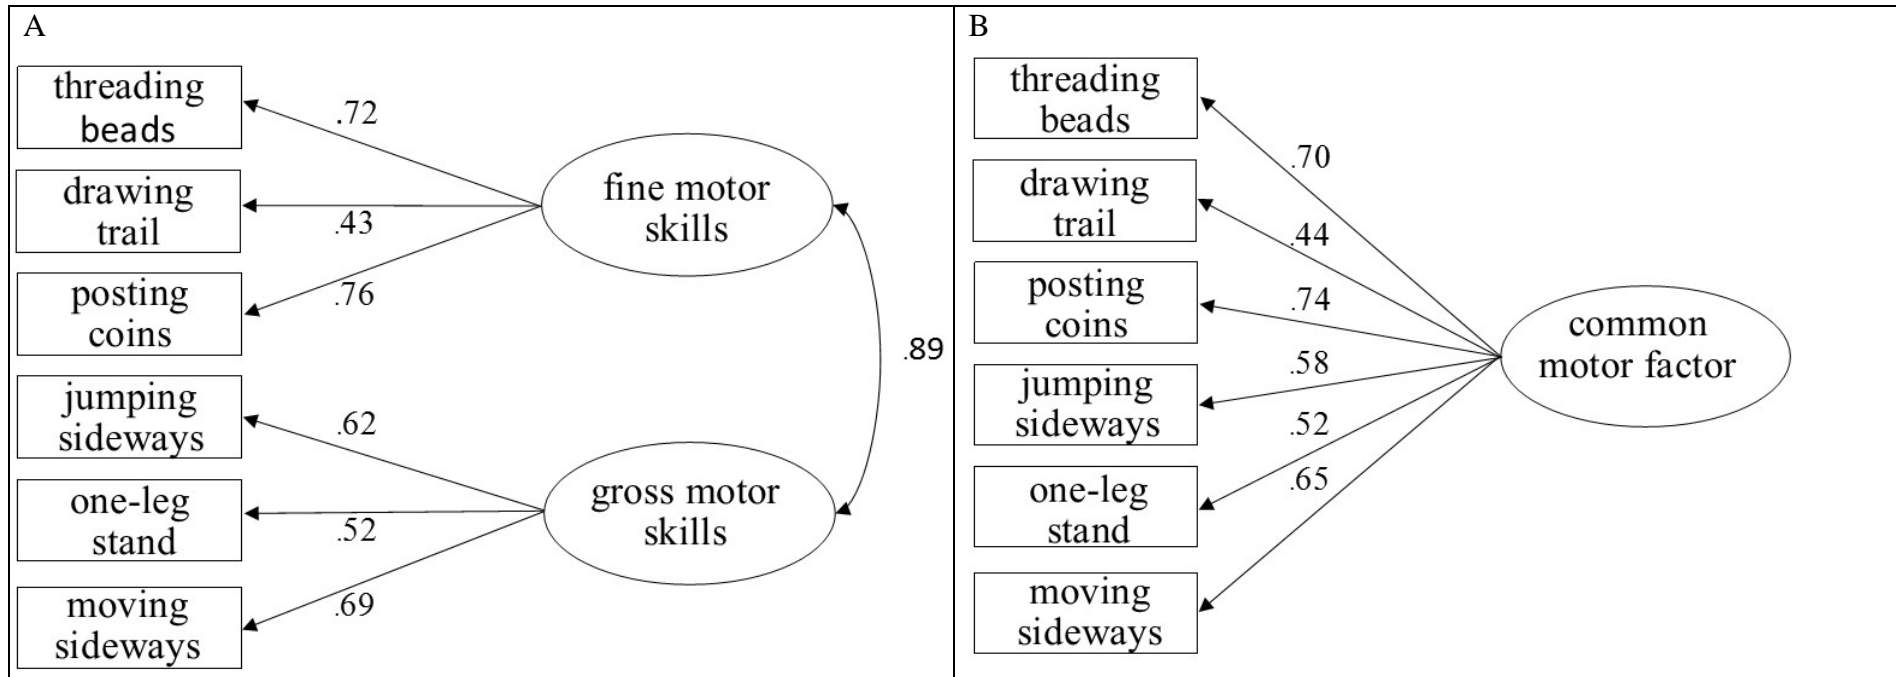 A
threading
beads
.72
drawing
trail
.43
posting
coins
.76
fine motor
skills
.89
jumping
sideways
.62
one-leg
stand
.52
moving
sideways
.69
gross motor
skills
B
threading
beads
.70
drawing
trail
.44
posting
coins
.74
jumping
sideways
.58
one-leg
stand
.52
moving
sideways
.65
common
motor factor